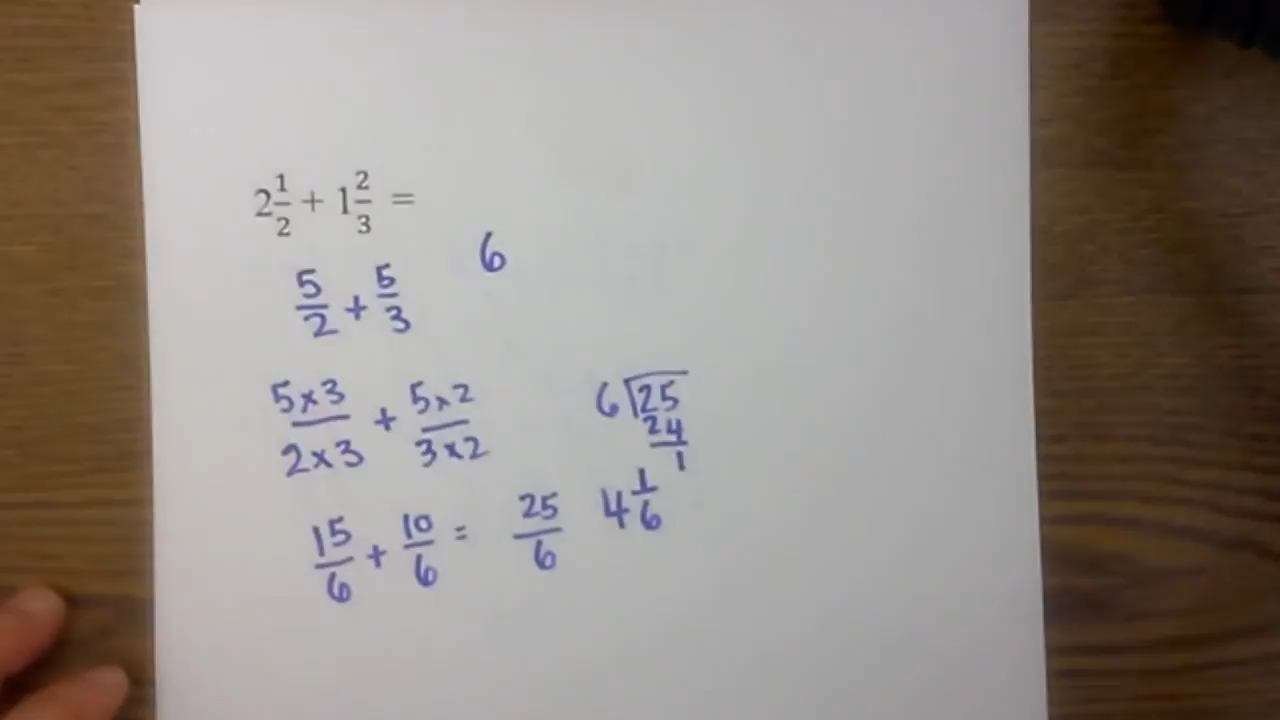 2 1/2 + 1 2/3 =
6
5/2 + 5/3
5x3/2x3 + 5x2/3x2
6 25
24
1
15/6 + 10/6 = 25/6
4 1/6